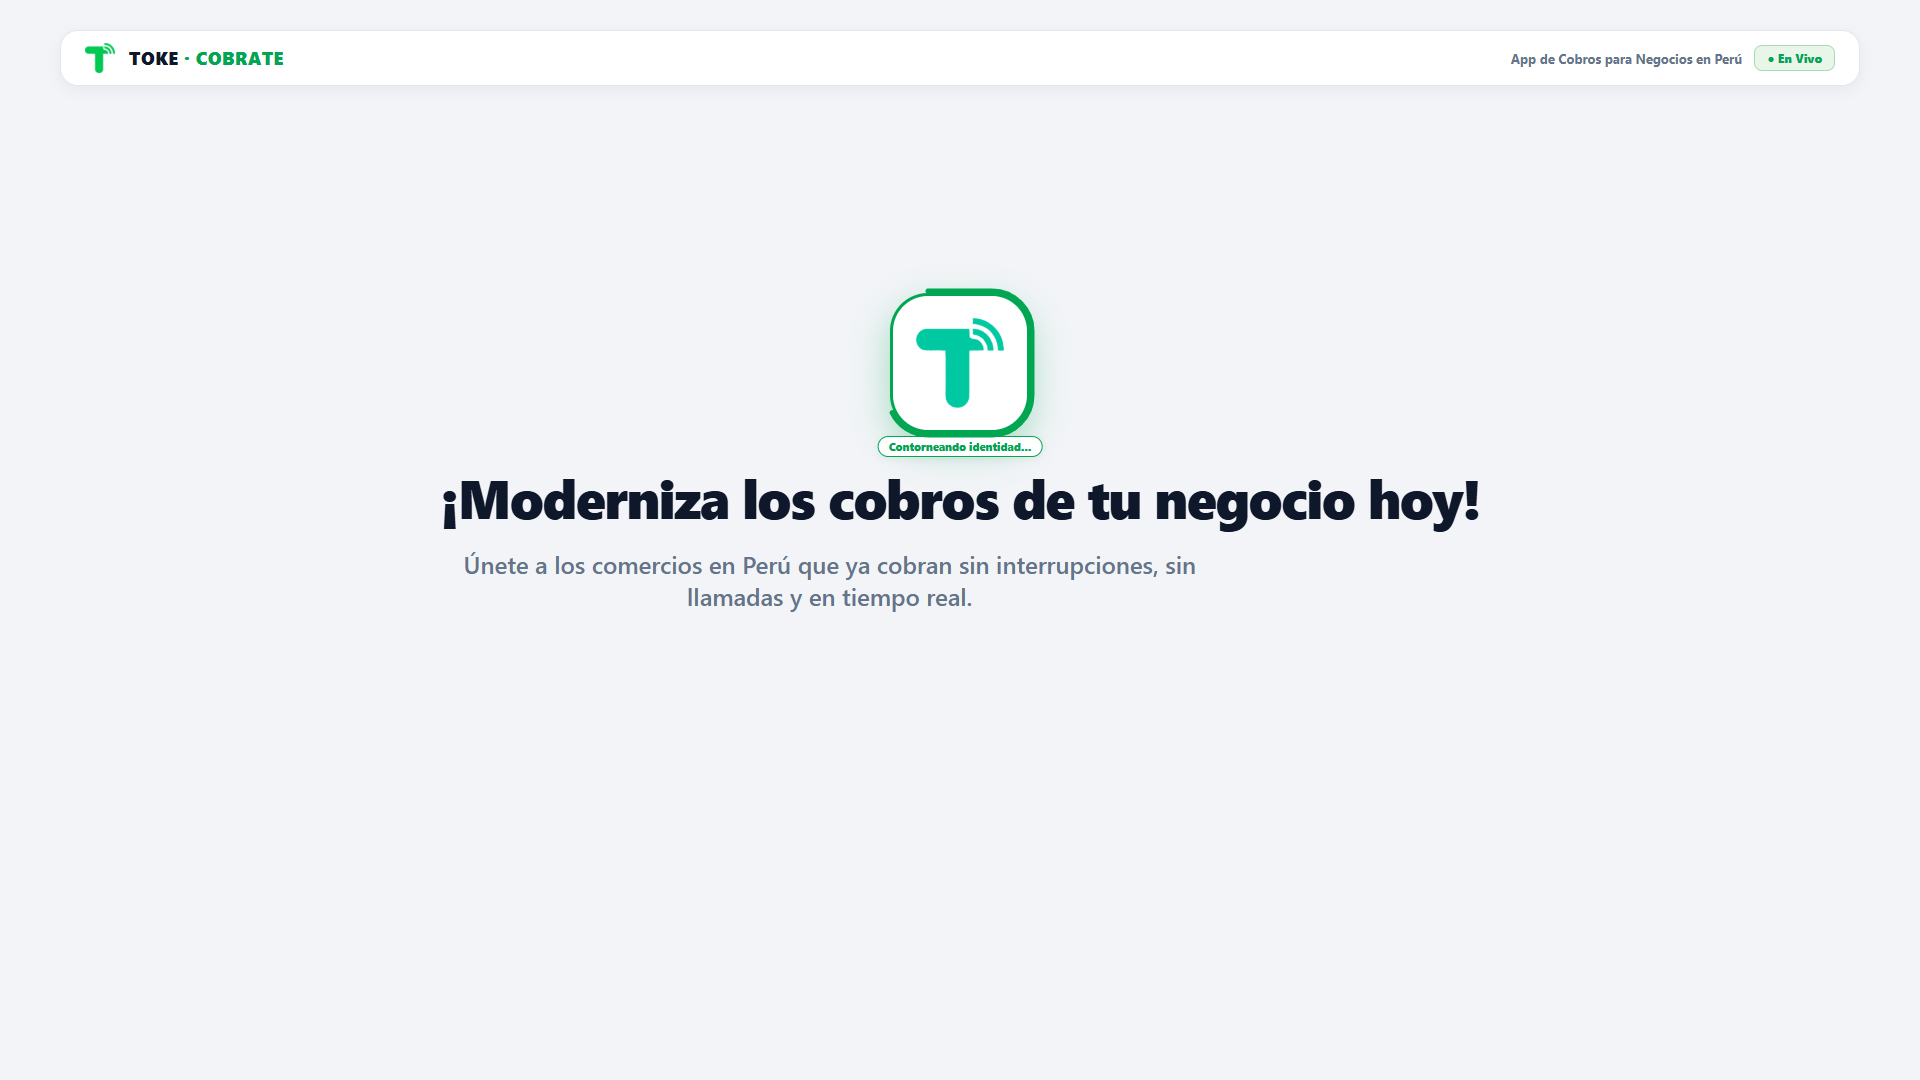 TOKE · COBRATE
App de Cobros para Negocios en Perú
● En Vivo
Contorneando identidad...
¡Moderniza los cobros de tu negocio hoy!
Únete a los comercios en Perú que ya cobran sin interrupciones, sin
llamadas y en tiempo real.